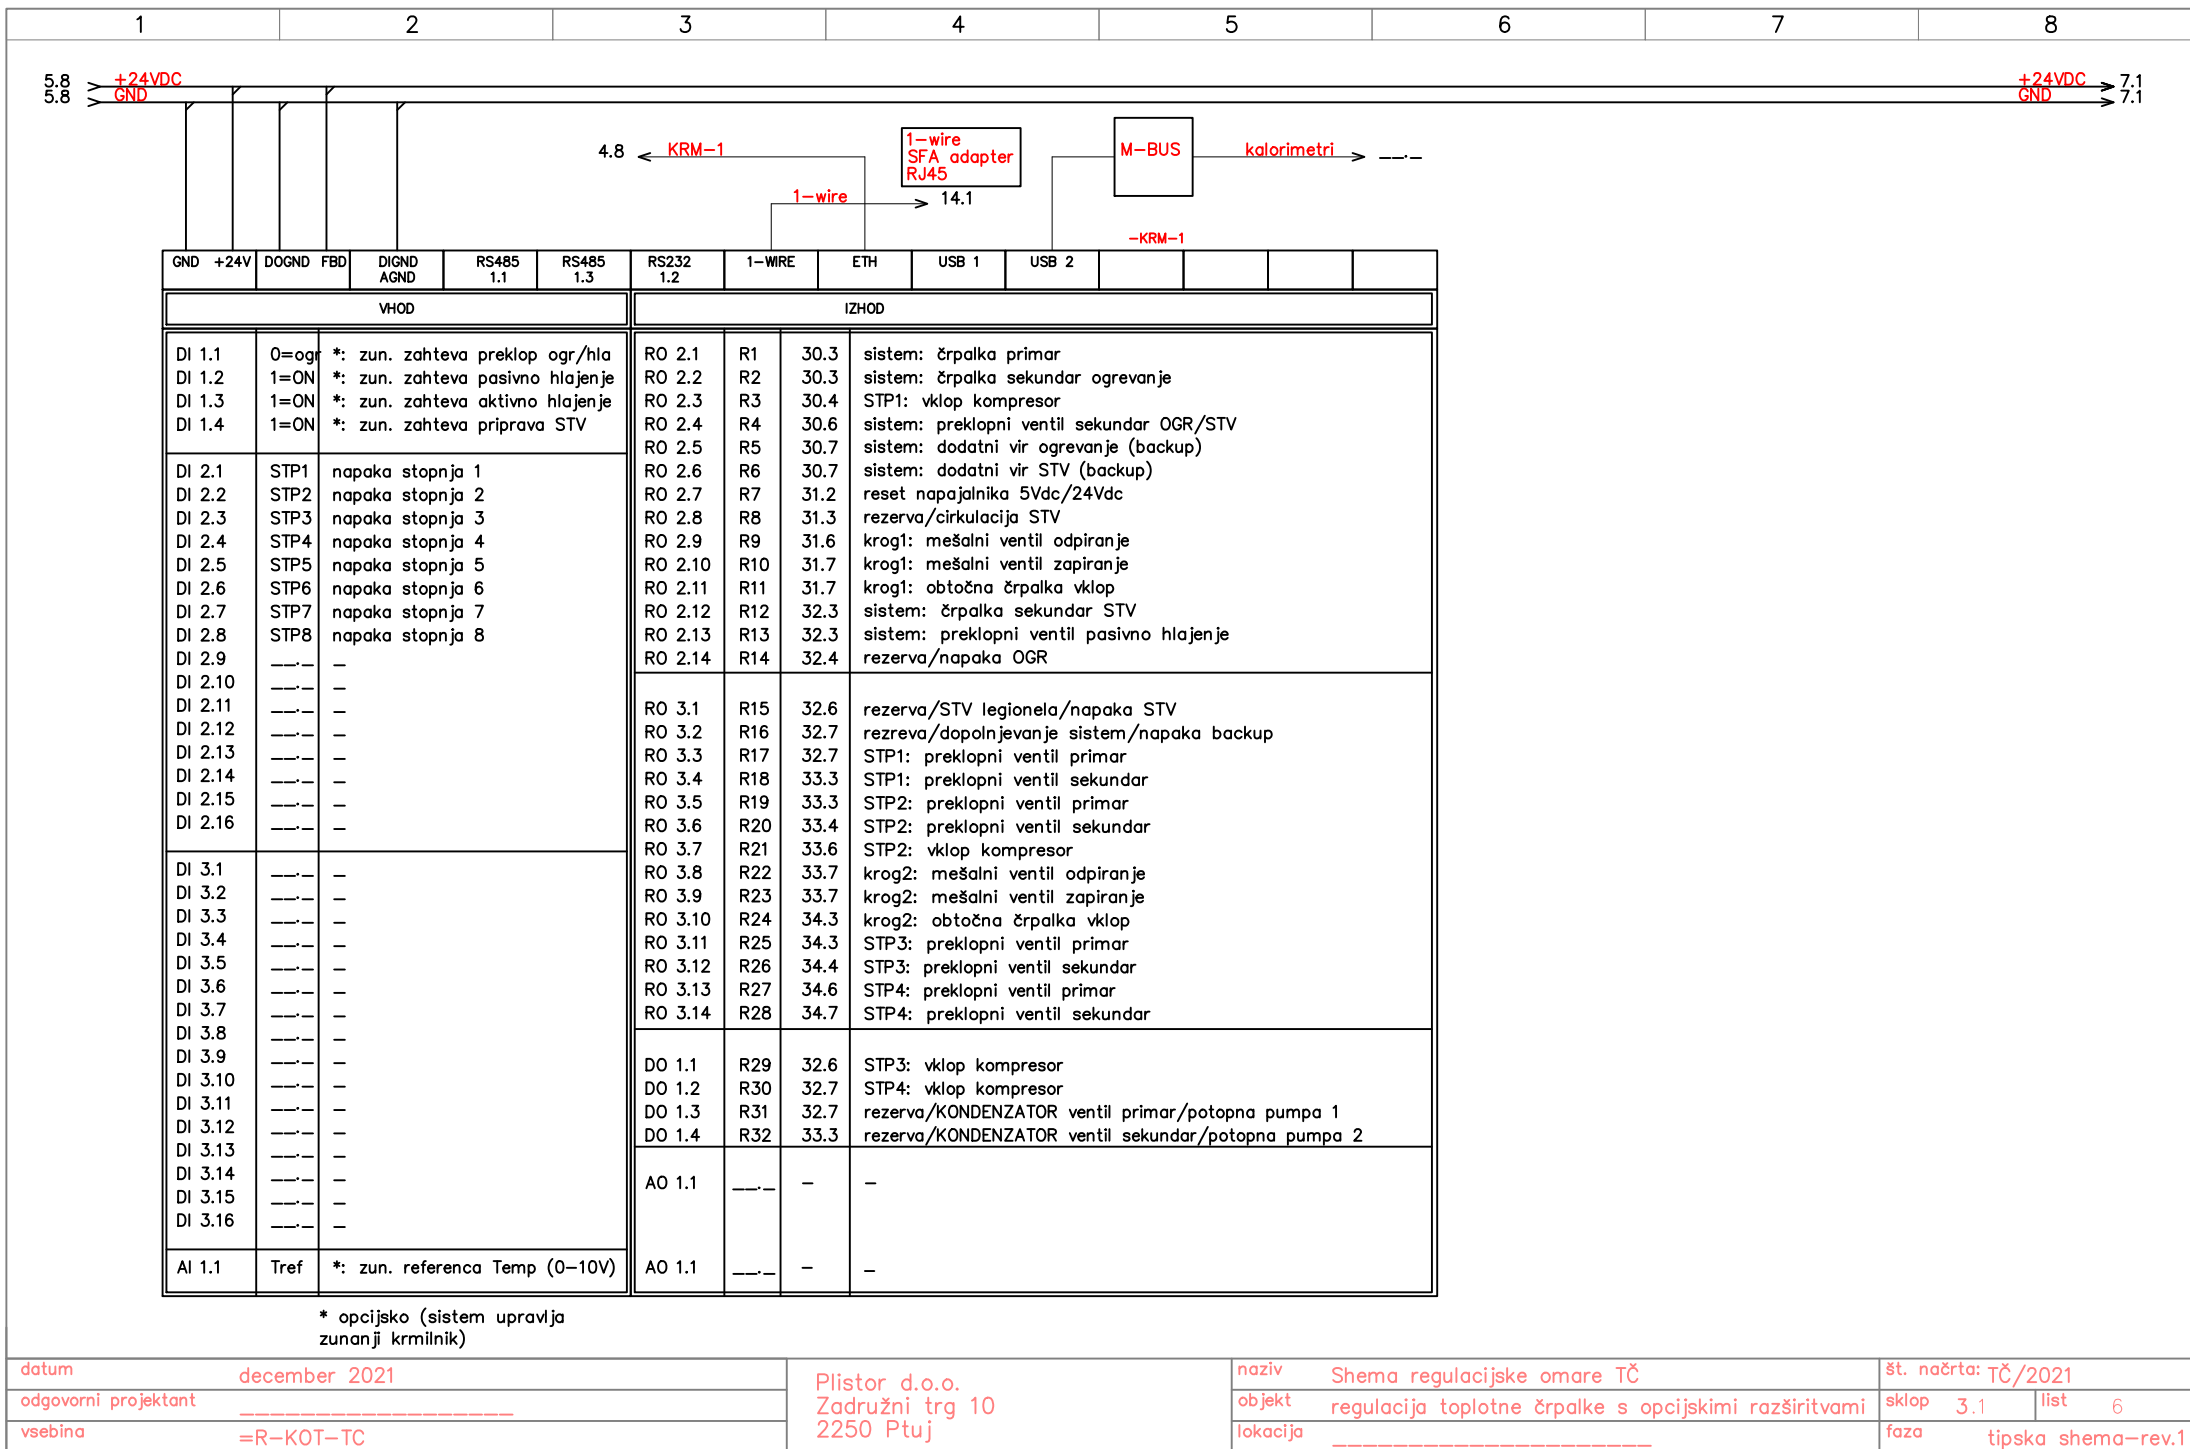 1 2 3 4 5 6 7 8
5.8 +24VDC +24VDC 7.1
5.8 GND GND 7.1
4.8 KRM-1
1-wire
SFA adapter
RJ45
M-BUS kalorimetri __._
1-wire 14.1
-KRM-1
GND +24V DOGND FBD DIGND AGND RS485 1.1 RS485 1.3 RS232 1.2 1-WIRE ETH USB 1 USB 2
VHOD IZHOD
DI 1.1 0=ogr *: zun. zahteva preklop ogr/hla
DI 1.2 1=ON *: zun. zahteva pasivno hlajenje
DI 1.3 1=ON *: zun. zahteva aktivno hlajenje
DI 1.4 1=ON *: zun. zahteva priprava STV
DI 2.1 STP1 napaka stopnja 1
DI 2.2 STP2 napaka stopnja 2
DI 2.3 STP3 napaka stopnja 3
DI 2.4 STP4 napaka stopnja 4
DI 2.5 STP5 napaka stopnja 5
DI 2.6 STP6 napaka stopnja 6
DI 2.7 STP7 napaka stopnja 7
DI 2.8 STP8 napaka stopnja 8
DI 2.9 __._ _
DI 2.10 __._ _
DI 2.11 __._ _
DI 2.12 __._ _
DI 2.13 __._ _
DI 2.14 __._ _
DI 2.15 __._ _
DI 2.16 __._ _
DI 3.1 __._ _
DI 3.2 __._ _
DI 3.3 __._ _
DI 3.4 __._ _
DI 3.5 __._ _
DI 3.6 __._ _
DI 3.7 __._ _
DI 3.8 __._ _
DI 3.9 __._ _
DI 3.10 __._ _
DI 3.11 __._ _
DI 3.12 __._ _
DI 3.13 __._ _
DI 3.14 __._ _
DI 3.15 __._ _
DI 3.16 __._ _
AI 1.1 Tref *: zun. referenca Temp (0-10V)
RO 2.1 R1 30.3 sistem: črpalka primar
RO 2.2 R2 30.3 sistem: črpalka sekundar ogrevanje
RO 2.3 R3 30.4 STP1: vklop kompresor
RO 2.4 R4 30.6 sistem: preklopni ventil sekundar OGR/STV
RO 2.5 R5 30.7 sistem: dodatni vir ogrevanje (backup)
RO 2.6 R6 30.7 sistem: dodatni vir STV (backup)
RO 2.7 R7 31.2 reset napajalnika 5Vdc/24Vdc
RO 2.8 R8 31.3 rezerva/cirkulacija STV
RO 2.9 R9 31.6 krog1: mešalni ventil odpiranje
RO 2.10 R10 31.7 krog1: mešalni ventil zapiranje
RO 2.11 R11 31.7 krog1: obtočna črpalka vklop
RO 2.12 R12 32.3 sistem: črpalka sekundar STV
RO 2.13 R13 32.3 sistem: preklopni ventil pasivno hlajenje
RO 2.14 R14 32.4 rezerva/napaka OGR
RO 3.1 R15 32.6 rezerva/STV legionela/napaka STV
RO 3.2 R16 32.7 rezreva/dopolnjevanje sistem/napaka backup
RO 3.3 R17 32.7 STP1: preklopni ventil primar
RO 3.4 R18 33.3 STP1: preklopni ventil sekundar
RO 3.5 R19 33.3 STP2: preklopni ventil primar
RO 3.6 R20 33.4 STP2: preklopni ventil sekundar
RO 3.7 R21 33.6 STP2: vklop kompresor
RO 3.8 R22 33.7 krog2: mešalni ventil odpiranje
RO 3.9 R23 33.7 krog2: mešalni ventil zapiranje
RO 3.10 R24 34.3 krog2: obtočna črpalka vklop
RO 3.11 R25 34.3 STP3: preklopni ventil primar
RO 3.12 R26 34.4 STP3: preklopni ventil sekundar
RO 3.13 R27 34.6 STP4: preklopni ventil primar
RO 3.14 R28 34.7 STP4: preklopni ventil sekundar
DO 1.1 R29 32.6 STP3: vklop kompresor
DO 1.2 R30 32.7 STP4: vklop kompresor
DO 1.3 R31 32.7 rezerva/KONDENZATOR ventil primar/potopna pumpa 1
DO 1.4 R32 33.3 rezerva/KONDENZATOR ventil sekundar/potopna pumpa 2
AO 1.1 __._ - -
AO 1.1 __._ - _
* opcijsko (sistem upravlja
zunanji krmilnik)
datum december 2021
odgovorni projektant __________________
vsebina =R-KOT-TC
Plistor d.o.o.
Zadružni trg 10
2250 Ptuj
naziv Shema regulacijske omare TČ
objekt regulacija toplotne črpalke s opcijskimi razširitvami
lokacija _____________________
št. načrta: TČ/2021
sklop 3.1 list 6
faza tipska shema-rev.1